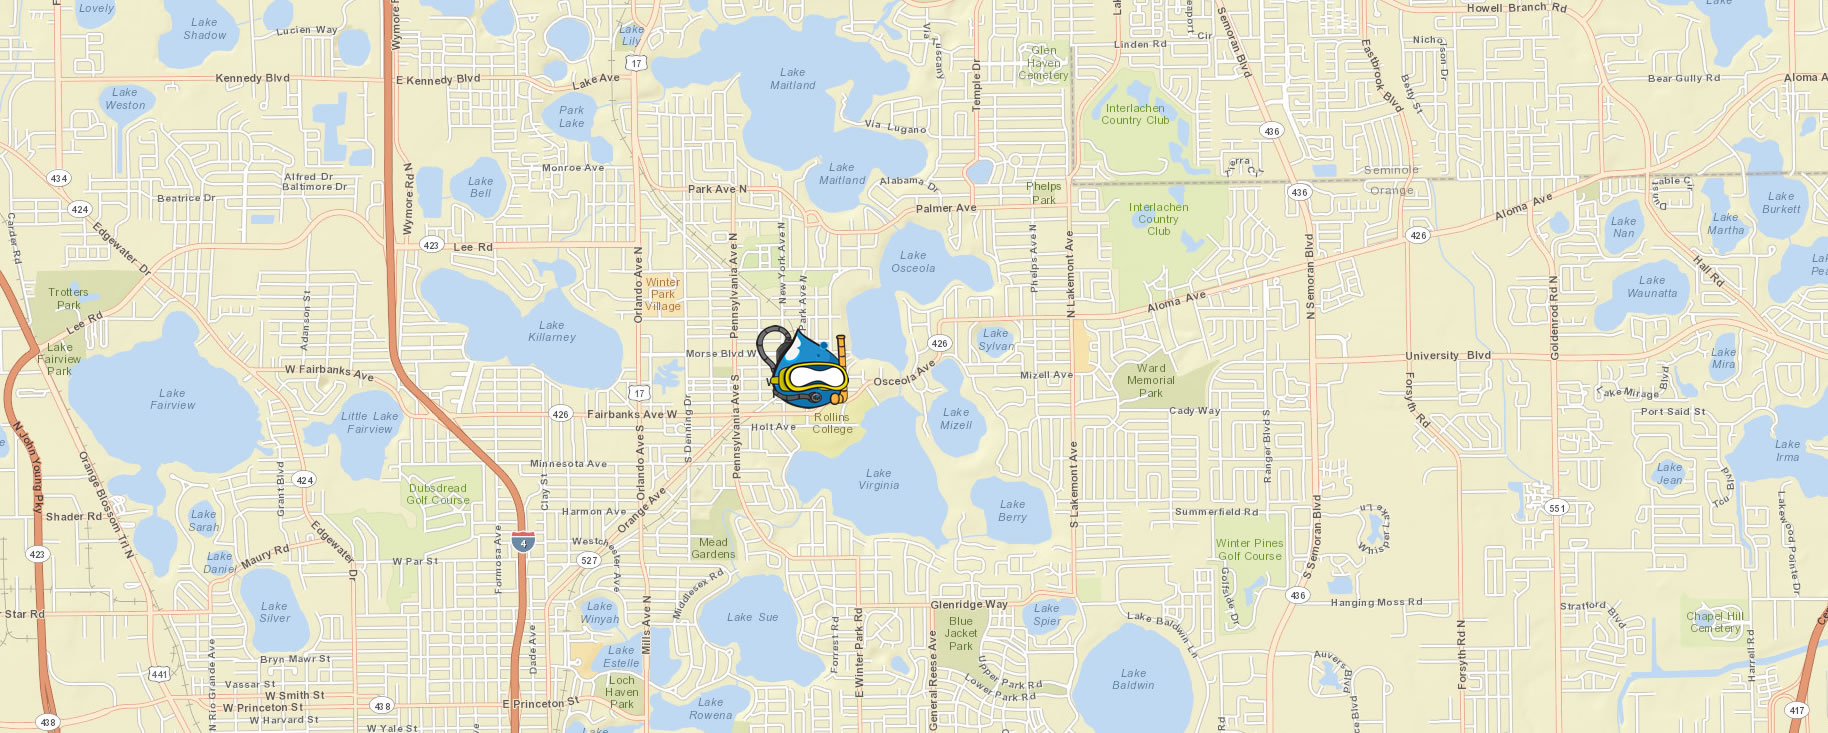 Lovely
Lake
Shadow
Lucien Way
Wymore R
Lake
Lily
17
Kennedy Blvd
E Kennedy Blvd
Lake Ave
Lake
Weston
Park
Lake
Lake
Maitland
Via
Tuscany
Temple Dr
Glen
Haven
Cemetery
Linden Rd
Cir
Semoran Blvd
Howell Branch Rd
Eastbrook Blvd
Betty St
Bear Gully Rd
Aloma A
Lake
Interlachen
Country Club
436
Via Lugano
434
Alfred Dr
Baltimore Dr
Monroe Ave
Beatrice Dr
424
Lake
Bell
Wymore Rd N
Park Ave N
Lake
Maitland
Alabama Dr
Palmer Ave
Phelps
Park
Interlachen
Country
Club
Seminole
Orange
436
Aloma Ave
426
Lake
Nan
Lake
Martha
Lake
Burkett
Carder Rd
Edgewater Dr
423
Lee Rd
Orlando Ave N
Pennsylvania Ave N
New York Ave N
Park Ave N
Lake
Osceola
Phelps Ave N
N Lakemont Ave
N Semoran Blvd
Hall Rd
Trotters
Park
Lee Rd
Adanson St
Winter
Park
Village
Aloma Ave
Goldenrod Rd N
Lake
Waunatta
Lake
Killarney
Lake
Fairview
Park
Morse Blvd W
426
Lake
Sylvan
University Blvd
Lake
Mira
W Fairbanks Ave
Osceola Ave
Mizell Ave
Ward
Memorial
Park
Forsyth Rd
Lake Mirage Blvd
Lake
Fairview
Little Lake
Fairview
17
426
Fairbanks Ave W
Holt Ave
Rollins
College
Lake
Mizell
Cady Way
Port Said St
N John Young Pky
Orange Blossom Trl N
Minnesota Ave
Orlando Ave S
S Denning Dr
Pennsylvania Ave S
Lake
Virginia
S Lakemont Ave
Ranger Blvd S
Lake
Irma
Lake
Jean
Grant Blvd
424
Dubsdread
Golf Course
Clay St
Harmon Ave
Orange Ave
Lake
Berry
Summerfield Rd
S Semoran Blvd
551
Shader Rd
Lake
Sarah
Edgewater Dr
4
Westchester Ave
Mead
Gardens
Winter Pines
Golf Course
Whisper Lake Ln
Lakewood Pointe Dr
423
Lake
Daniel
Maury Rd
W Par St
Formosa Ave
527
Middlesex Rd
Golfside Dr
436
Hanging Moss Rd
Star Rd
Lake
Silver
Lake
Winyah
Mills Ave N
Lake Sue
Glenridge Way
Blue
Jacket
Park
Lake
Spier
Lake Baldwin Ln
Stratford Blvd
Chapel Hill
Cemetery
Bryn Mawr St
Dade Ave
Lake
Estelle
Forrest Rd
E Winter Park Rd
General Reese Ave
Upper Park Rd
Lower Park Rd
Lake
Baldwin
Auvers Blvd
Forsyth Rd N
Harrell Rd
441
N Rio Grande Ave
Vassar St
W Smith St
W Princeton St
W Harvard St
438
438
W Yale St
E Princeton St
Loch
Haven
Park
Lake
Rowena
Lake
417